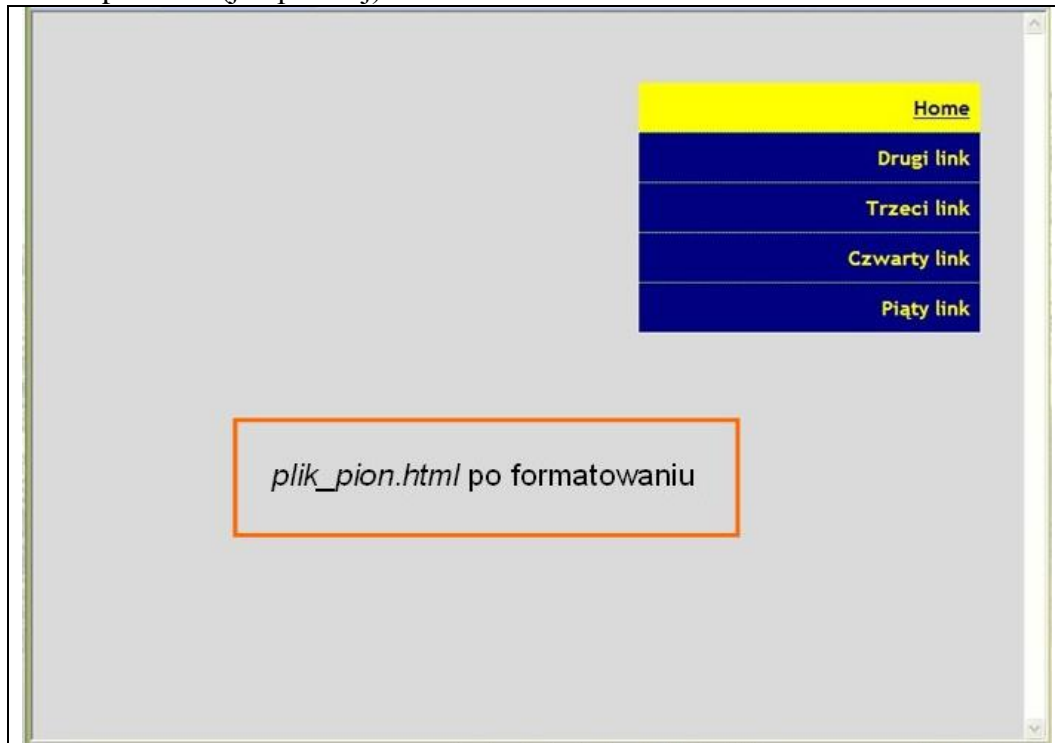 Home
Drugi link
Trzeci link
Czwarty link
Piąty link
plik_pion.html po formatowaniu